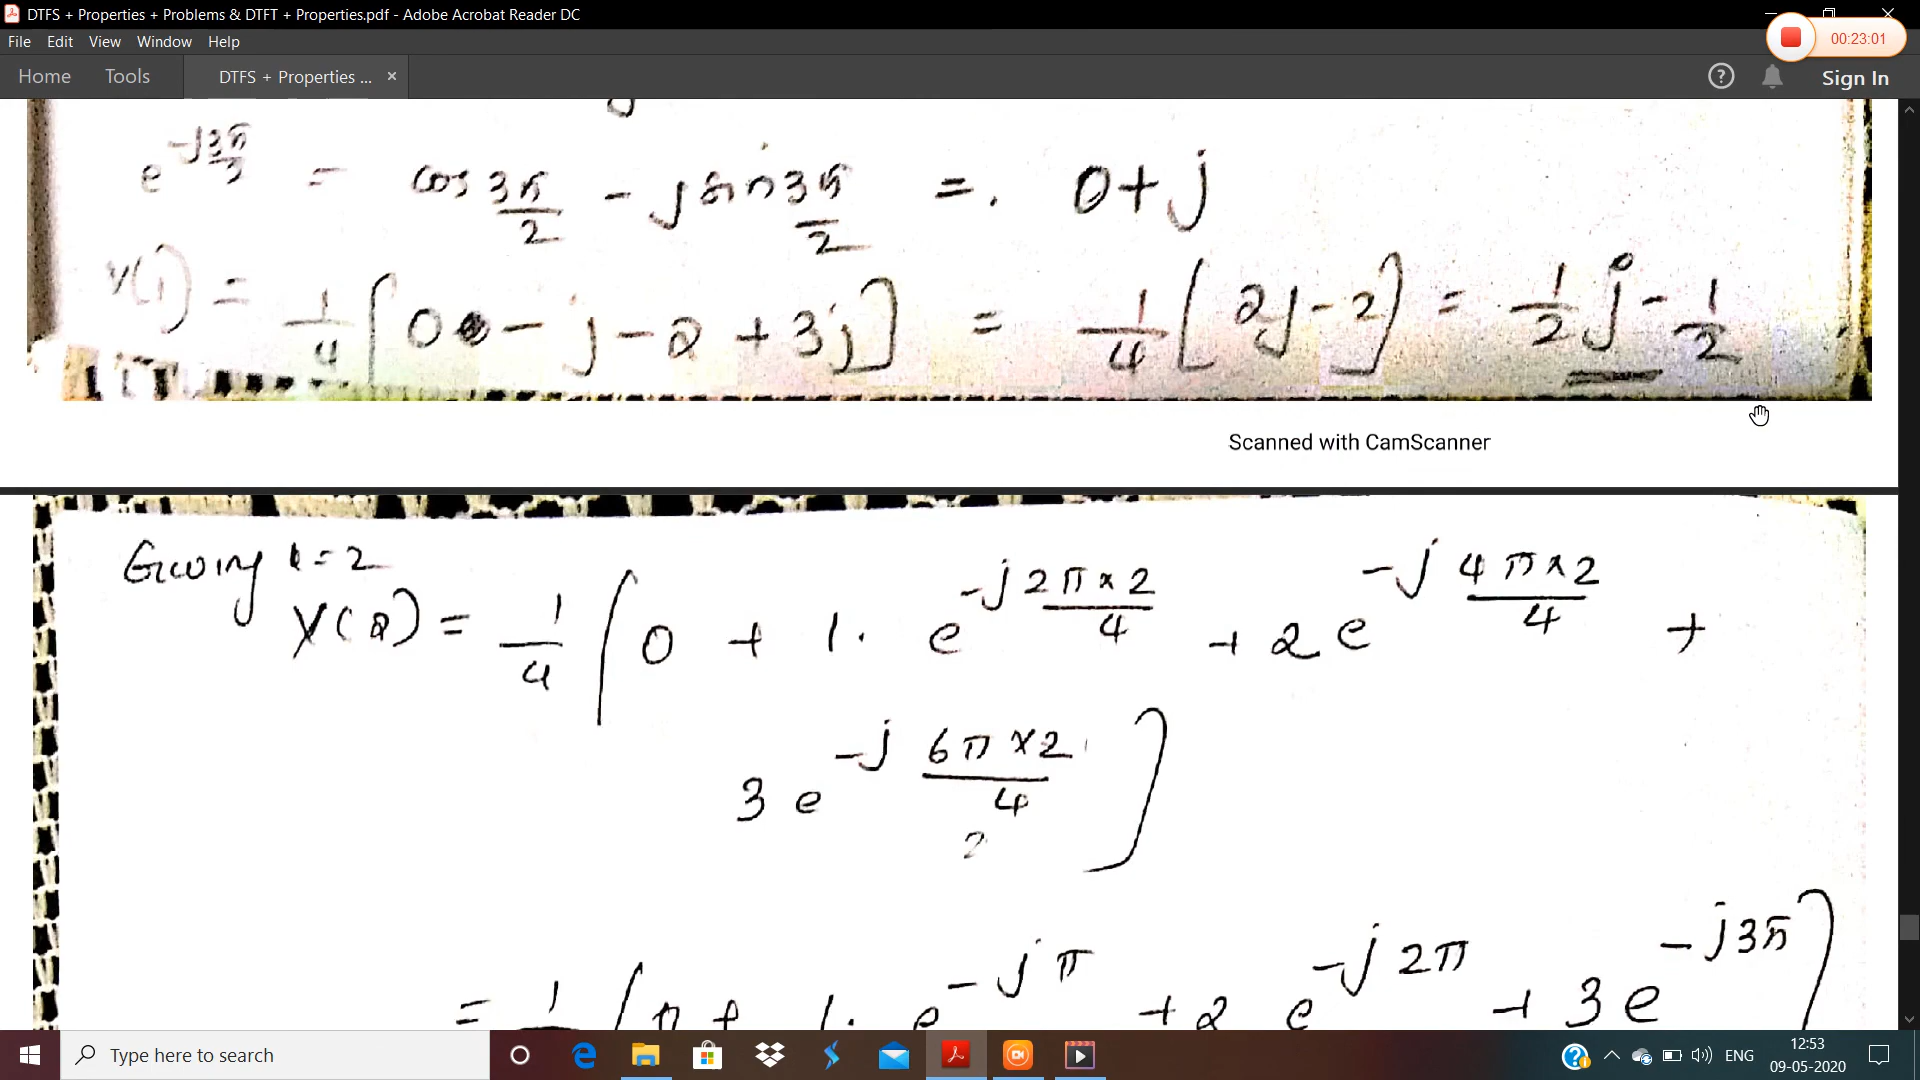 DTFS + Properties + Problems & DTFT + Properties.pdf - Adobe Acrobat Reader DC
00:23:01
File Edit View Window Help
Home Tools DTFS + Properties ... × ? Sign In
e^{-j3π/3} = cos 3π/2 - j sin 3π/2 =. 0 + j
Y(1) = 1/4 [0 - j - 2 + 3j] = 1/4 [2j - 2] = 1/2 j - 1/2
Scanned with CamScanner
Giving k = 2
Y(2) = 1/4 [0 + 1. e^{-j 2π×2/4} + 2 e^{-j 4π×2/4} +
3 e^{-j 6π×2/4}]
2
= 1/ [0 + 1. e^{-jπ} + 2 e^{-j2π} + 3 e^{-j3π}]
Type here to search
ENG
12:53
09-05-2020